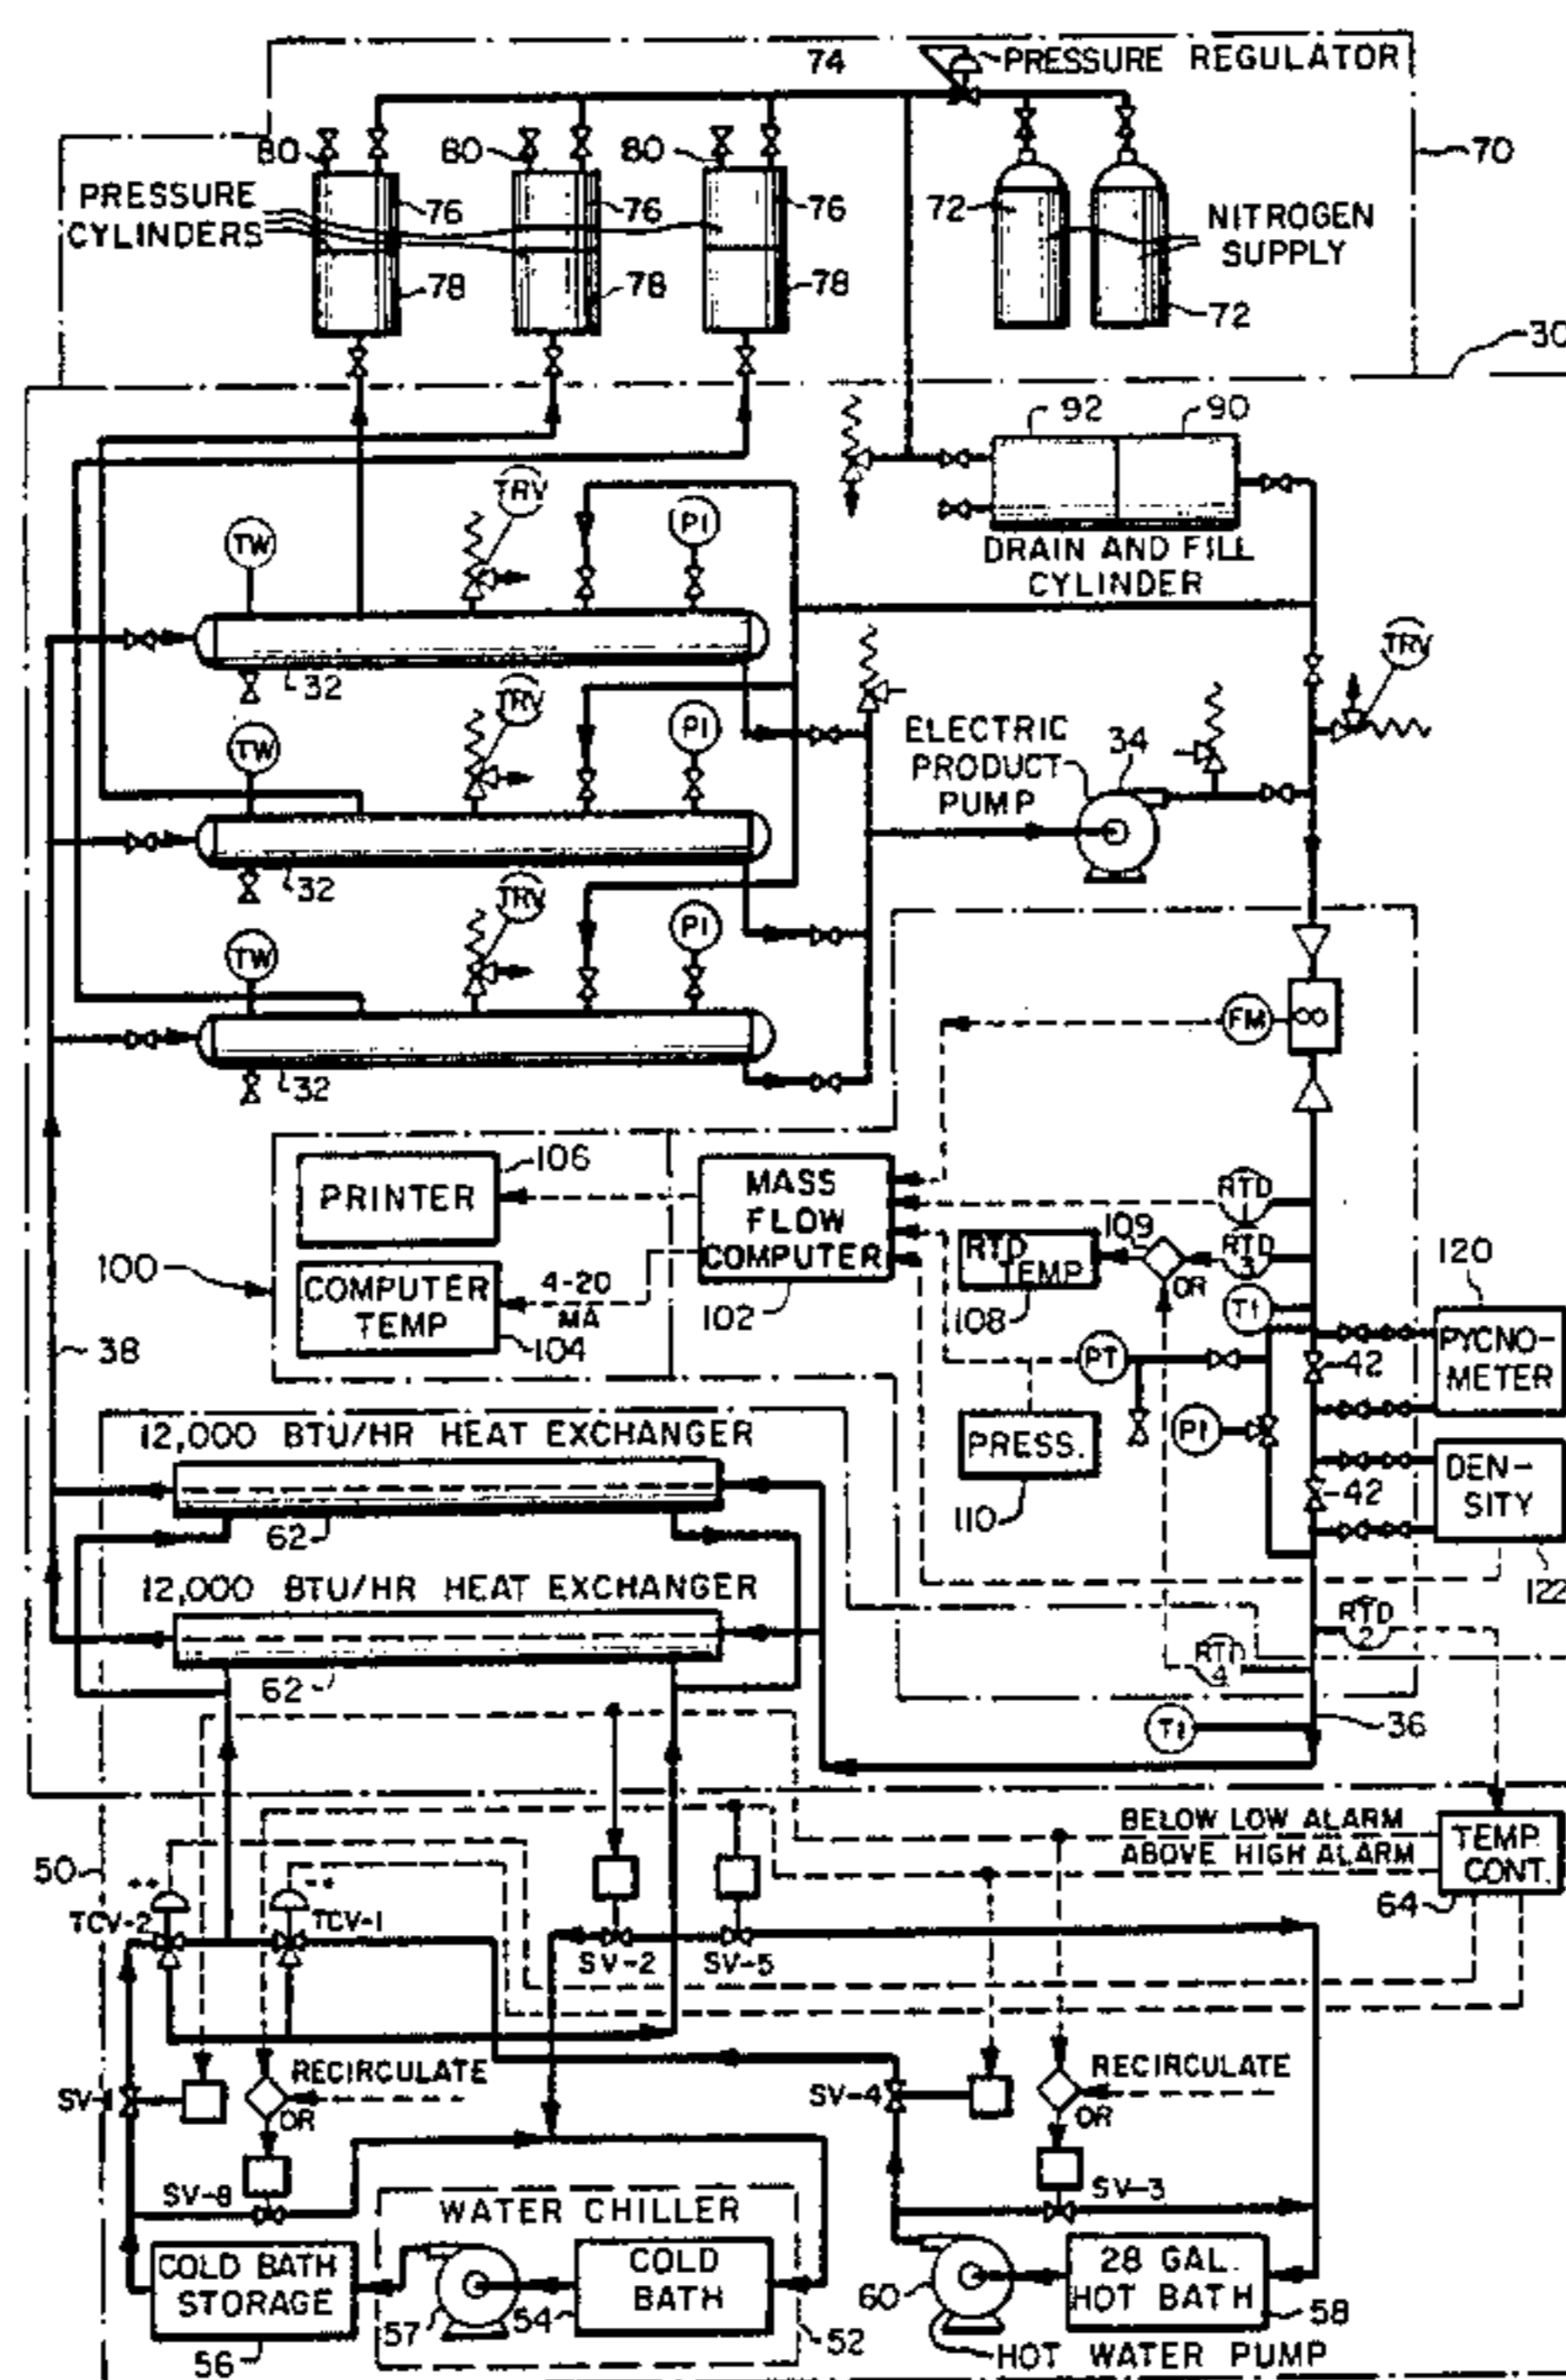 74
PRESSURE REGULATOR
80
80
80
70
PRESSURE
CYLINDERS
76
76
76
72
NITROGEN
SUPPLY
78
78
78
72
30
92
90
TRV
PI
TW
DRAIN AND FILL
CYLINDER
32
TRV
TRV
PI
TW
ELECTRIC
PRODUCT
PUMP
34
32
TRV
PI
TW
FM
32
106
PRINTER
MASS
FLOW
COMPUTER
RTD
1
109
RTD
TEMP
RTD
3
OR
120
100
COMPUTER
TEMP
4-20
MA
104
102
108
TI
PYCNO-
METER
38
PT
42
12,000 BTU/HR HEAT EXCHANGER
PRESS.
PI
DEN-
SITY
42
62
110
12,000 BTU/HR HEAT EXCHANGER
122
RTD
2
RTD
4
62
TI
36
BELOW LOW ALARM
ABOVE HIGH ALARM
TEMP.
CONT.
50
**
**
64
TCV-2
TCV-1
SV-2
SV-5
RECIRCULATE
RECIRCULATE
SV-1
OR
SV-4
OR
SV-8
SV-3
WATER CHILLER
COLD BATH
STORAGE
COLD
BATH
28 GAL.
HOT BATH
57
54
60
58
52
56
HOT WATER PUMP